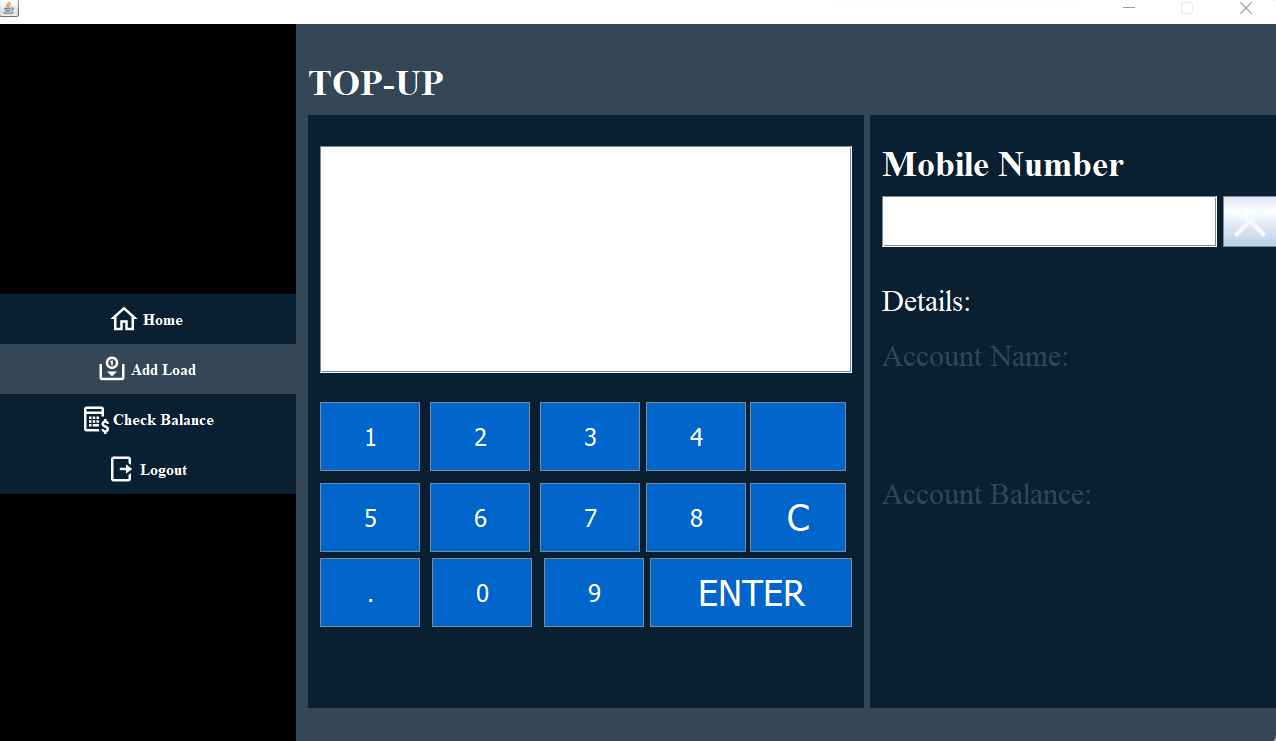 TOP-UP
Mobile Number
Details:
Account Name:
Account Balance:
Home
Add Load
Check Balance
Logout
1 2 3 4
5 6 7 8 C
. 0 9 ENTER